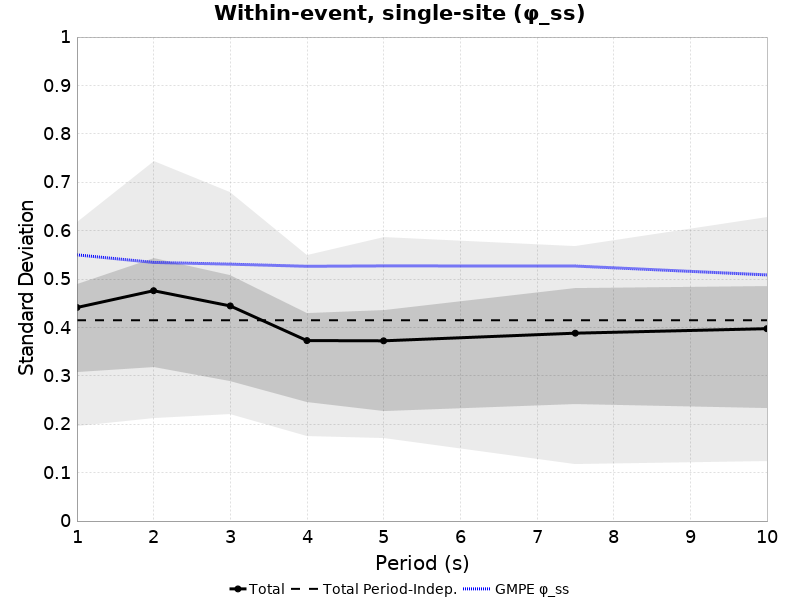 Within-event, single-site (φ_ss)
1
0.9
0.8
0.7
0.6
0.5
0.4
0.3
0.2
0.1
0
Standard Deviation
1 2 3 4 5 6 7 8 9 10
Period (s)
Total Total Period-Indep. GMPE φ_ss